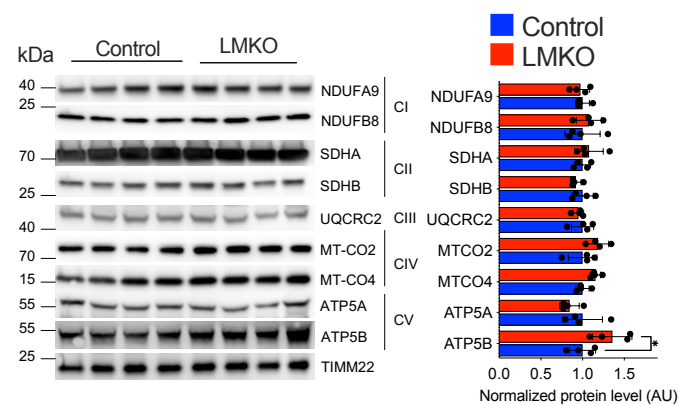 Control
LMKO
kDa
Control
LMKO
40
25
70
25
40
70
15
55
55
25
NDUFA9
NDUFB8
SDHA
SDHB
UQCRC2
MT-CO2
MT-CO4
ATP5A
ATP5B
TIMM22
CI
CII
CIII
CIV
CV
NDUFA9
NDUFB8
SDHA
SDHB
UQCRC2
MTCO2
MTCO4
ATP5A
ATP5B
*
0.0 0.5 1.0 1.5
Normalized protein level (AU)